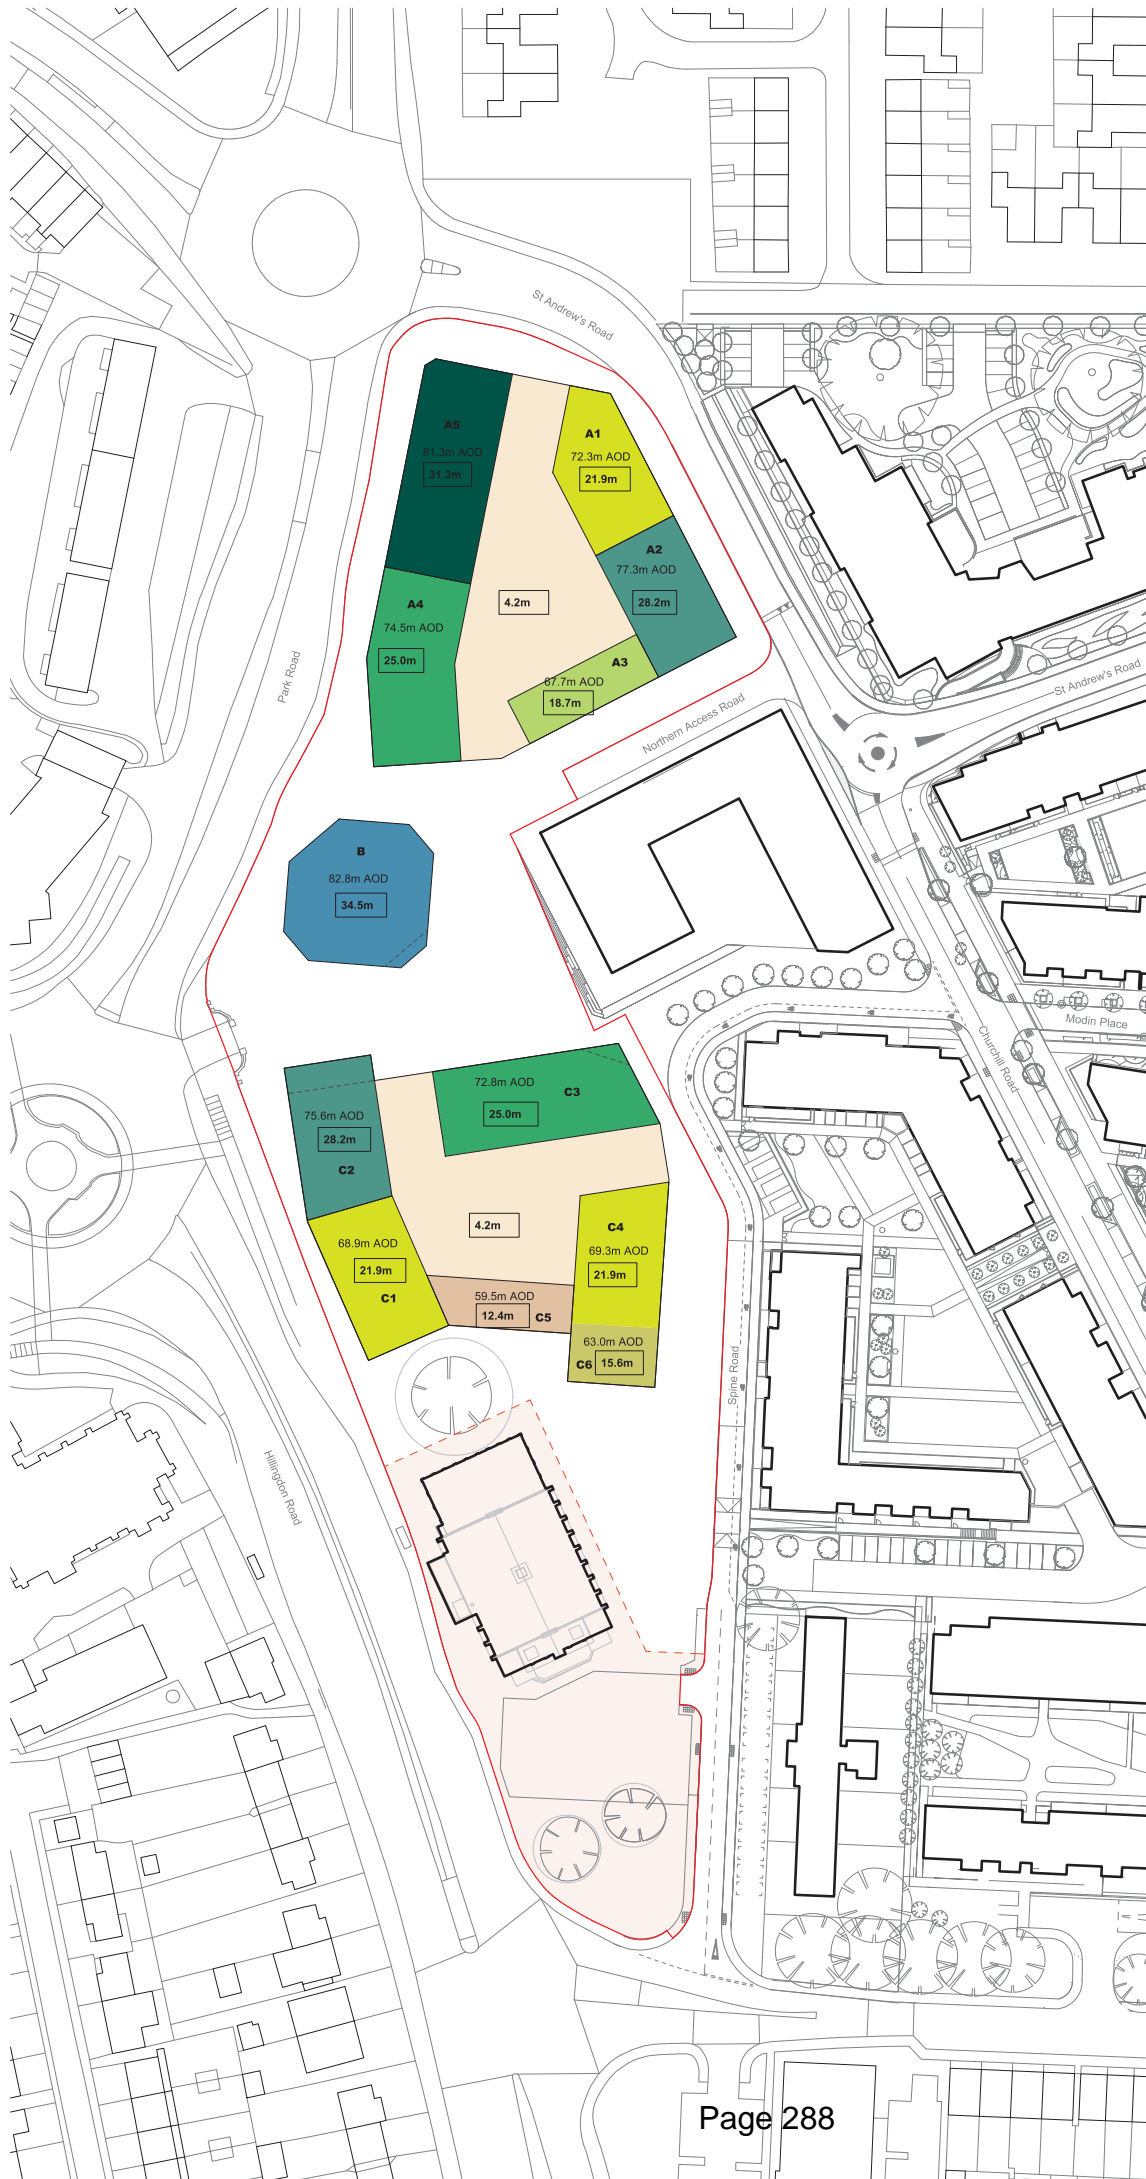 St Andrew's Road
A5
81.3m AOD
31.3m
A1
72.3m AOD
21.9m
A2
77.3m AOD
28.2m
A4
74.5m AOD
25.0m
4.2m
A3
67.7m AOD
18.7m
Park Road
Northern Access Road
St Andrew's Road
B
82.8m AOD
34.5m
Modin Place
Churchill Road
C3
72.8m AOD
25.0m
75.6m AOD
28.2m
C2
4.2m
C4
69.3m AOD
21.9m
68.9m AOD
21.9m
C1
59.5m AOD
12.4m
C5
63.0m AOD
C6
15.6m
Spine Road
Hillingdon Road
Page 288